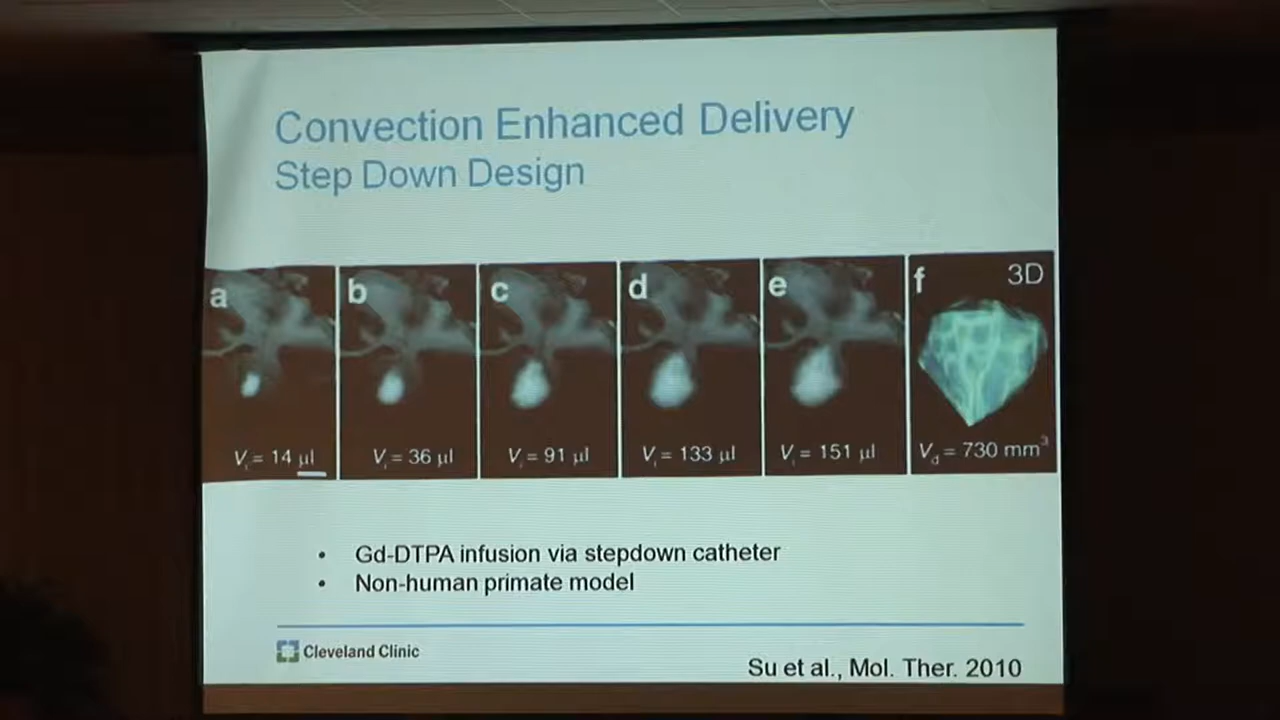 Convection Enhanced Delivery
Step Down Design
a
b
c
d
e
f
3D
Vi = 14 µl
Vi = 36 µl
Vi = 91 µl
Vi = 133 µl
Vi = 151 µl
Vd = 730 mm³
• Gd-DTPA infusion via stepdown catheter
• Non-human primate model
Cleveland Clinic
Su et al., Mol. Ther. 2010